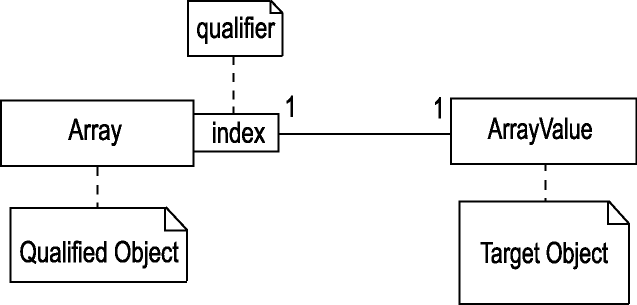 qualifier
Array
index
1
1
ArrayValue
Qualified Object
Target Object